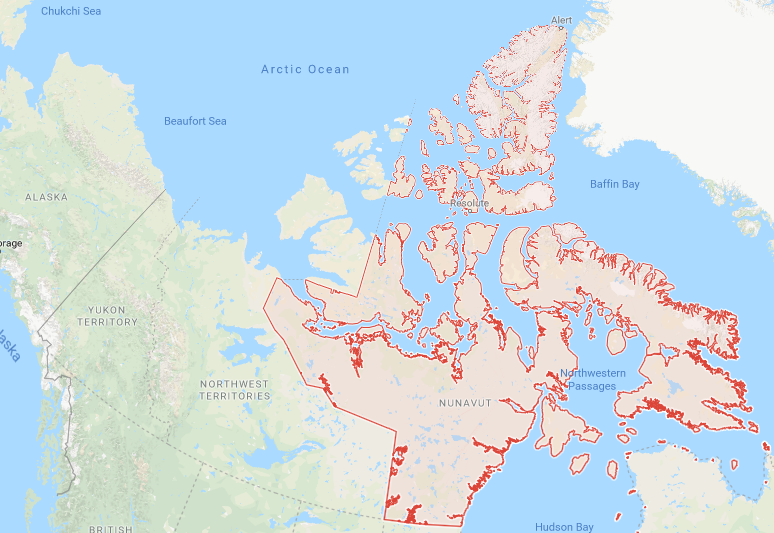 Chukchi Sea
Alert
Arctic Ocean
Beaufort Sea
Baffin Bay
ALASKA
Resolute
orage
YUKON
TERRITORY
aska
Northwestern
Passages
NORTHWEST
TERRITORIES
NUNAVUT
BRITISH
Hudson Bay